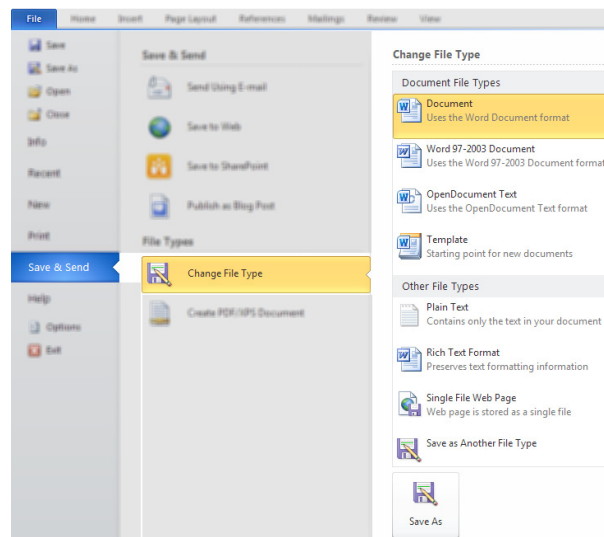 File Home Insert Page Layout References Mailings Review View
Save
Save As
Open
Close
Info
Recent
New
Print
Save & Send
Help
Options
Exit
Save & Send
Send Using E-mail
Save to Web
Save to SharePoint
Publish as Blog Post
File Types
Change File Type
Create PDF/XPS Document
Change File Type
Document File Types
Document
Uses the Word Document format
Word 97-2003 Document
Uses the Word 97-2003 Document format
OpenDocument Text
Uses the OpenDocument Text format
Template
Starting point for new documents
Other File Types
Plain Text
Contains only the text in your document
Rich Text Format
Preserves text formatting information
Single File Web Page
Web page is stored as a single file
Save as Another File Type
Save As